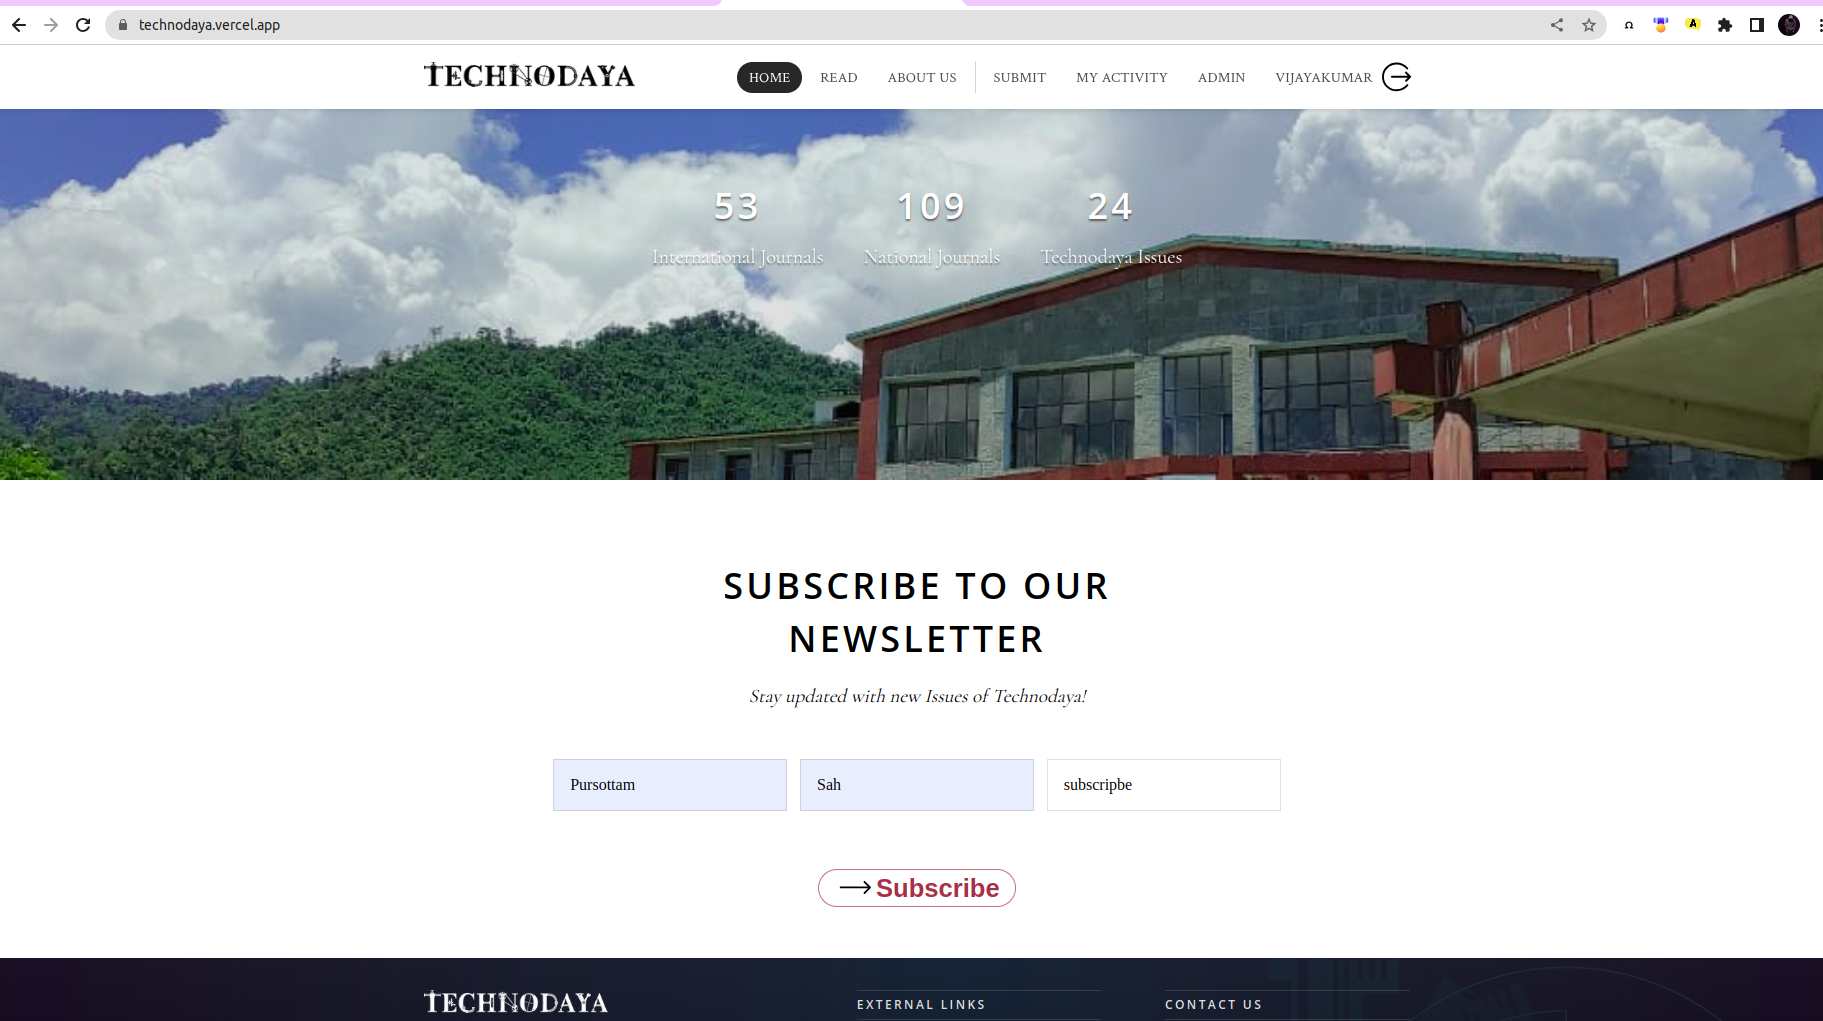 technodaya.vercel.app
TECHNODAYA
HOME READ ABOUT US SUBMIT MY ACTIVITY ADMIN VIJAYAKUMAR
53 109 24
International Journals National Journals Technodaya Issues
SUBSCRIBE TO OUR
NEWSLETTER
Stay updated with new Issues of Technodaya!
Pursottam Sah subscripbe
Subscribe
TECHNODAYA EXTERNAL LINKS CONTACT US